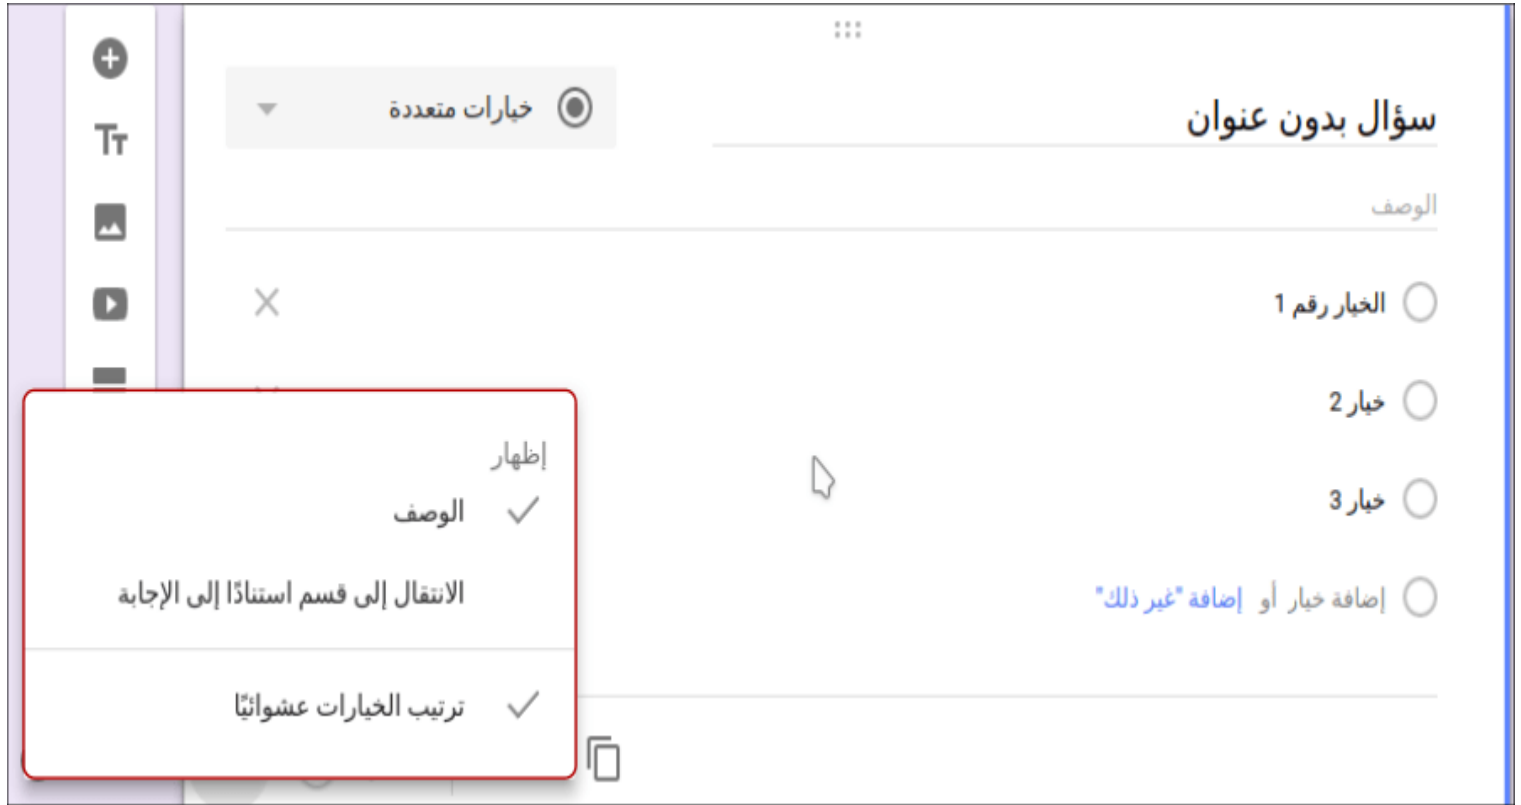 سؤال بدون عنوان
خيارات متعددة
الوصف
الخيار رقم 1
خيار 2
خيار 3
إضافة خيار أو إضافة "غير ذلك"
إظهار
الوصف
الانتقال إلى قسم استنادًا إلى الإجابة
ترتيب الخيارات عشوائيًا